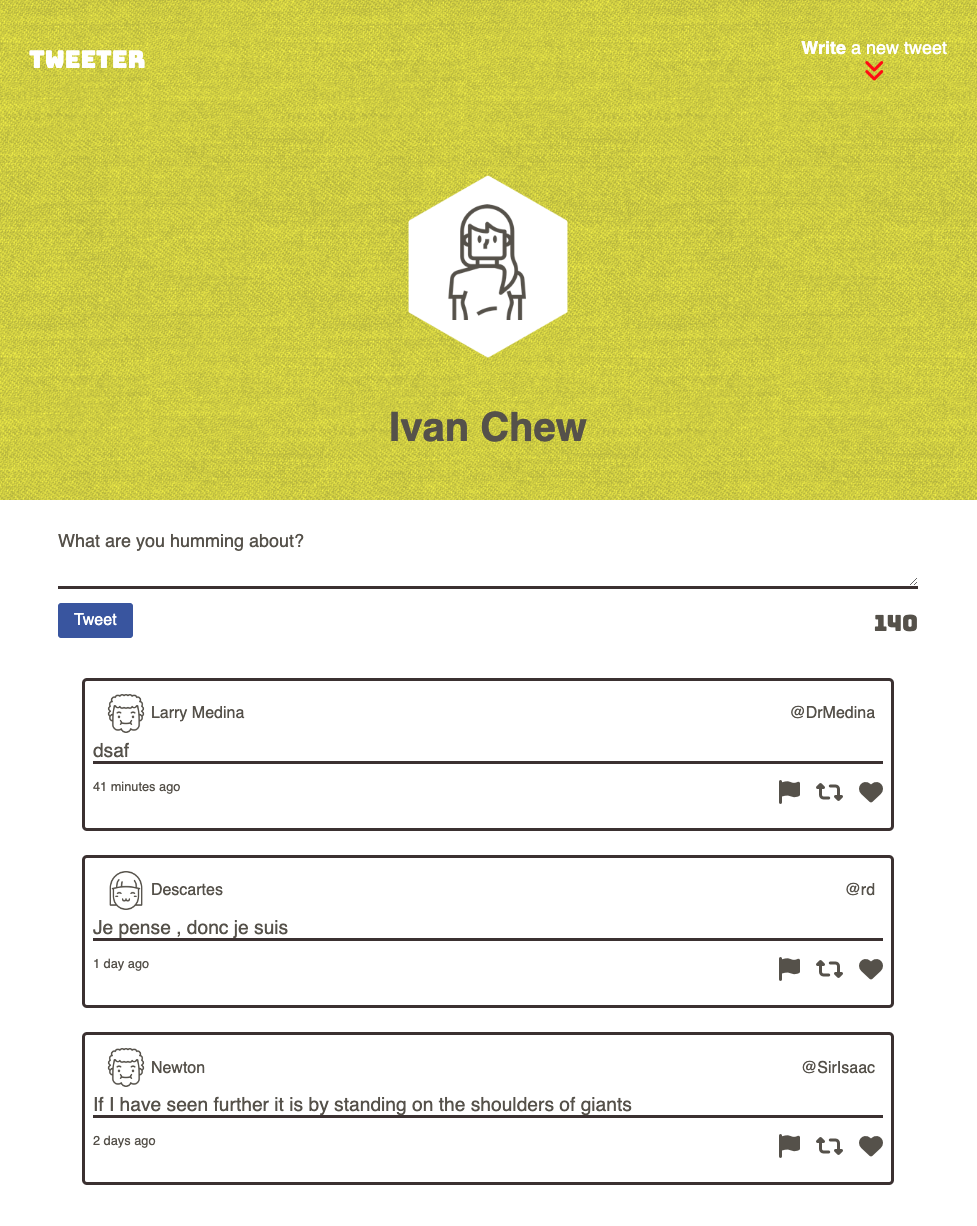 TWEETER
Write a new tweet
Ivan Chew
What are you humming about?
Tweet
140
Larry Medina
@DrMedina
dsaf
41 minutes ago
Descartes
@rd
Je pense , donc je suis
1 day ago
Newton
@SirIsaac
If I have seen further it is by standing on the shoulders of giants
2 days ago